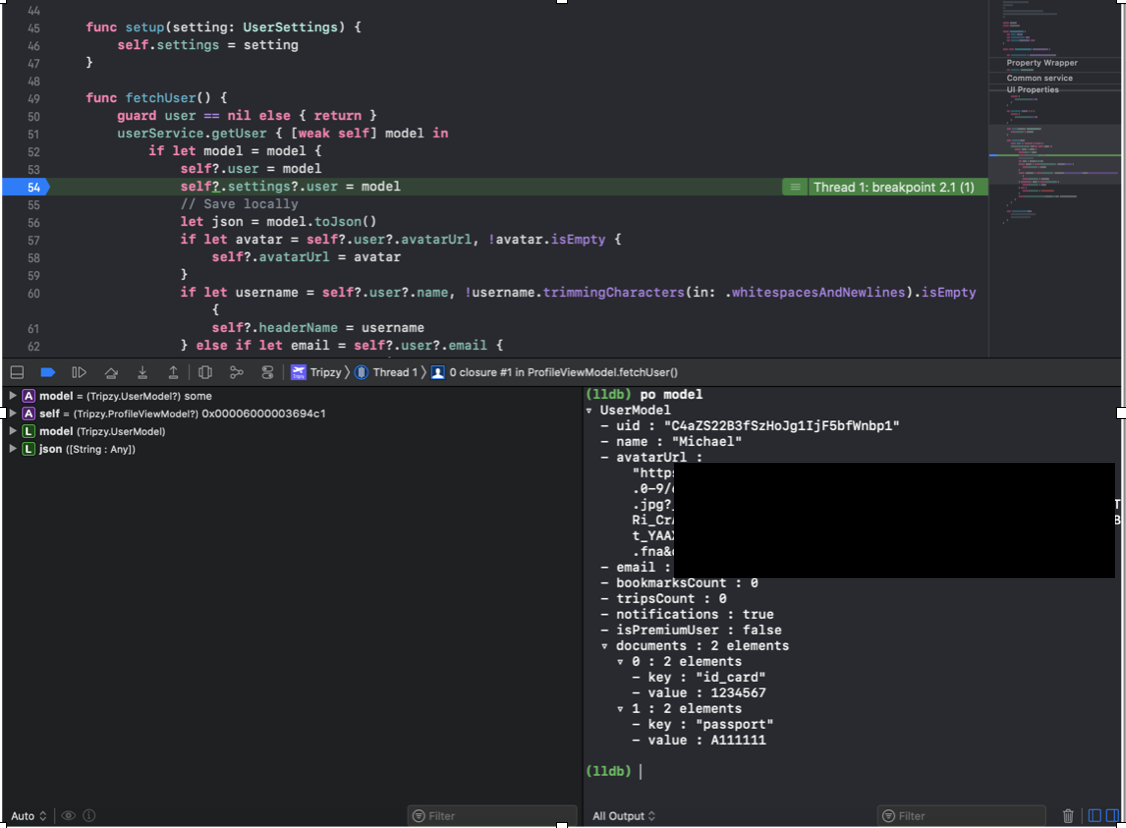 44
45 func setup(setting: UserSettings) {
46 self.settings = setting
47 }
48
49 func fetchUser() {
50 guard user == nil else { return }
51 userService.getUser { [weak self] model in
52 if let model = model {
53 self?.user = model
54 self?.settings?.user = model
Thread 1: breakpoint 2.1 (1)
55 // Save locally
56 let json = model.toJson()
57 if let avatar = self?.user?.avatarUrl, !avatar.isEmpty {
58 self?.avatarUrl = avatar
59 }
60 if let username = self?.user?.name, !username.trimmingCharacters(in: .whitespacesAndNewlines).isEmpty
{
61 self?.headerName = username
62 } else if let email = self?.user?.email {
Property Wrapper
Common service
UI Properties
Tripzy
Thread 1
0 closure #1 in ProfileViewModel.fetchUser()
A model = (Tripzy.UserModel?) some
A self = (Tripzy.ProfileViewModel?) 0x00006000003694c1
L model (Tripzy.UserModel)
L json ([String : Any])
(lldb) po model
▿ UserModel
- uid : "C4aZS22B3fSzHoJg1IjF5bfWnbp1"
- name : "Michael"
- avatarUrl :
"https
.0-9/
.jpg?
Ri_Cr
t_YAA
.fna&
- email :
- bookmarksCount : 0
- tripsCount : 0
- notifications : true
- isPremiumUser : false
▿ documents : 2 elements
▿ 0 : 2 elements
- key : "id_card"
- value : 1234567
▿ 1 : 2 elements
- key : "passport"
- value : A111111
(lldb)
Auto
Filter
All Output
Filter